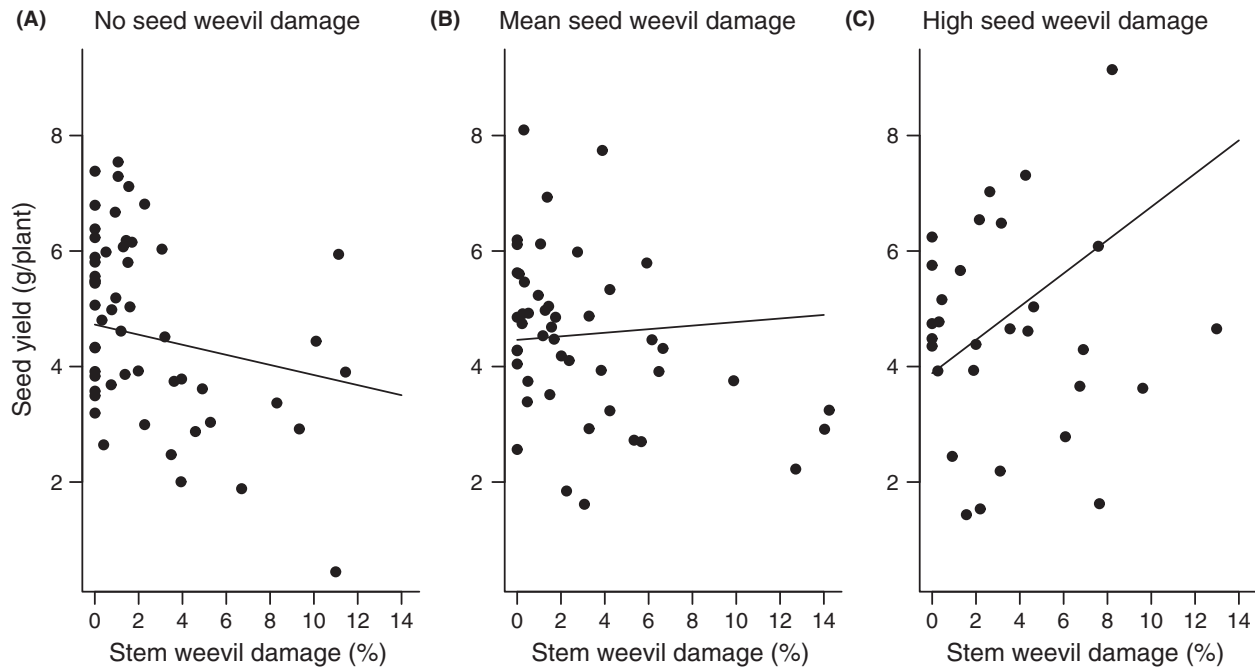 (A) No seed weevil damage
(B) Mean seed weevil damage
(C) High seed weevil damage
Seed yield (g/plant)
8
6
4
2
0 2 4 6 8 10 12 14
Stem weevil damage (%)
8
6
4
2
0 2 4 6 8 10 12 14
Stem weevil damage (%)
8
6
4
2
0 2 4 6 8 10 12 14
Stem weevil damage (%)